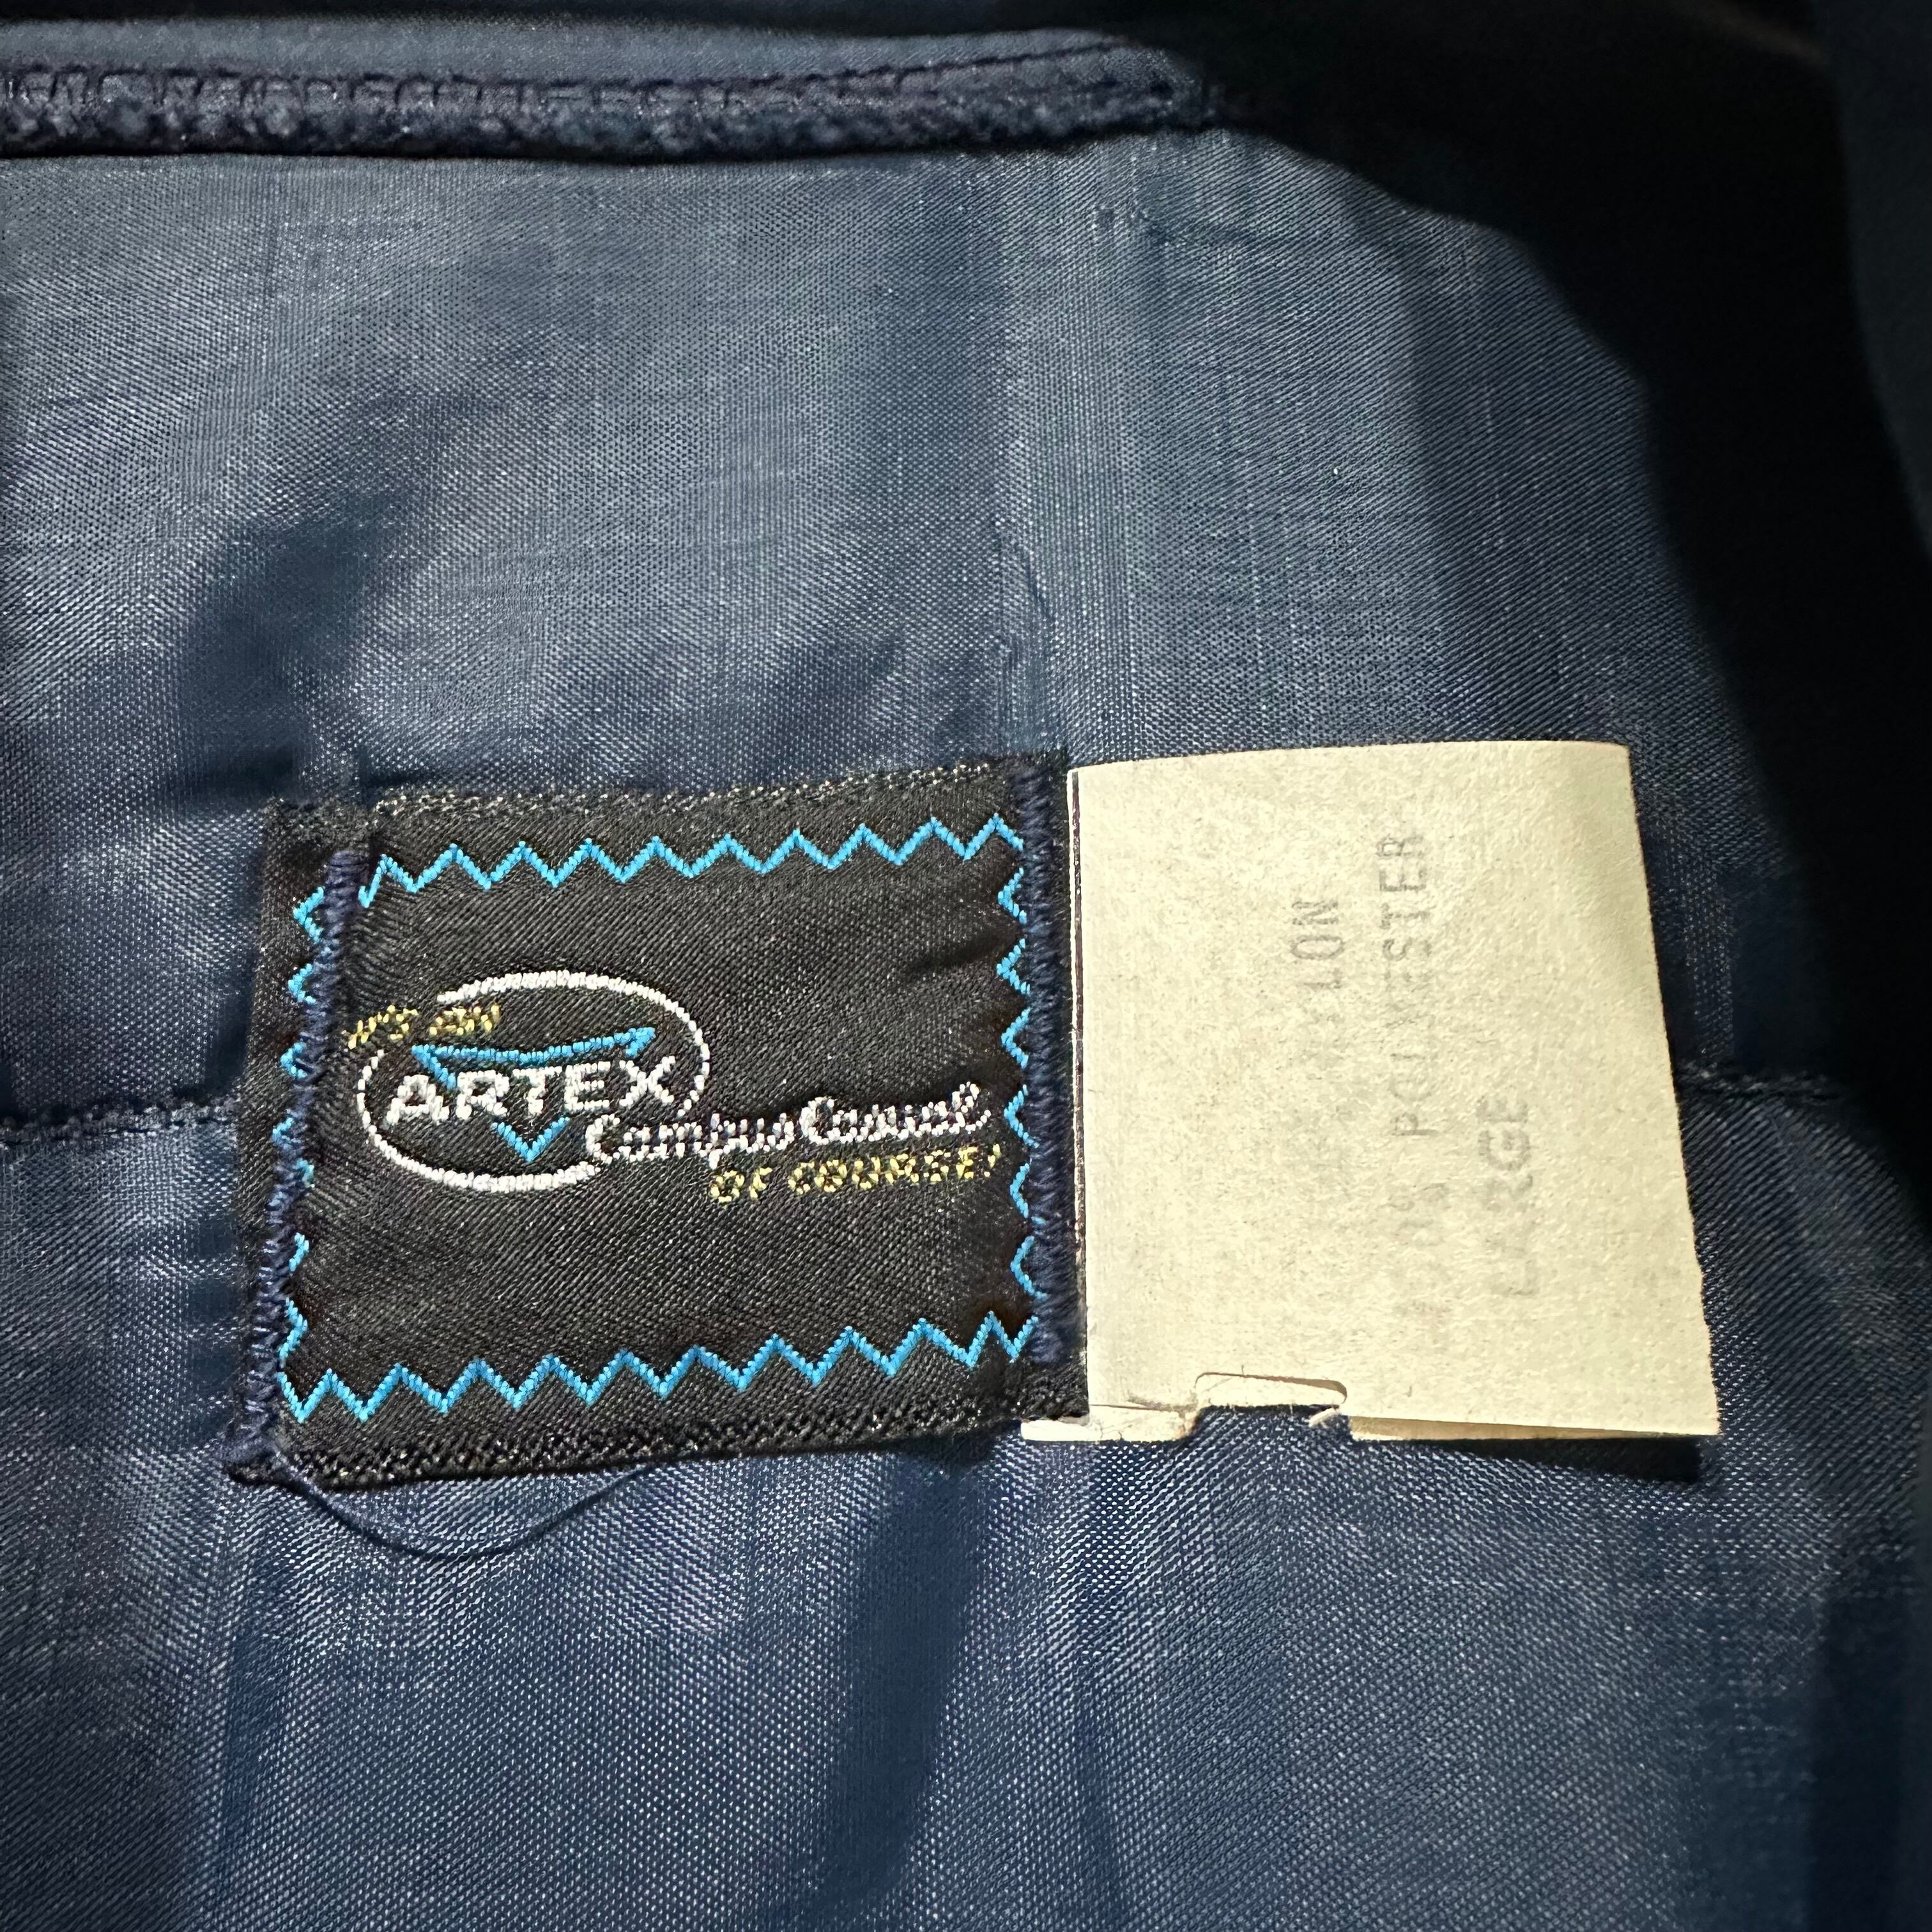 IT'S AN
ARTEX
Campus Casual
OF COURSE!
POLYESTER
LARGE